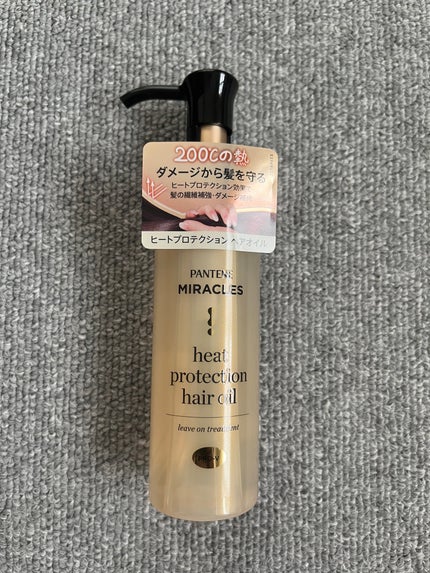 200℃の熱
ダメージから髪を守る
ヒートプロテクション効果で
髪の繊維補強・ダメージ
ヒートプロテクション ヘアオイル
PANTENE
MIRACLES
heat
protection
hair oil
leave on treatment
PRO-V